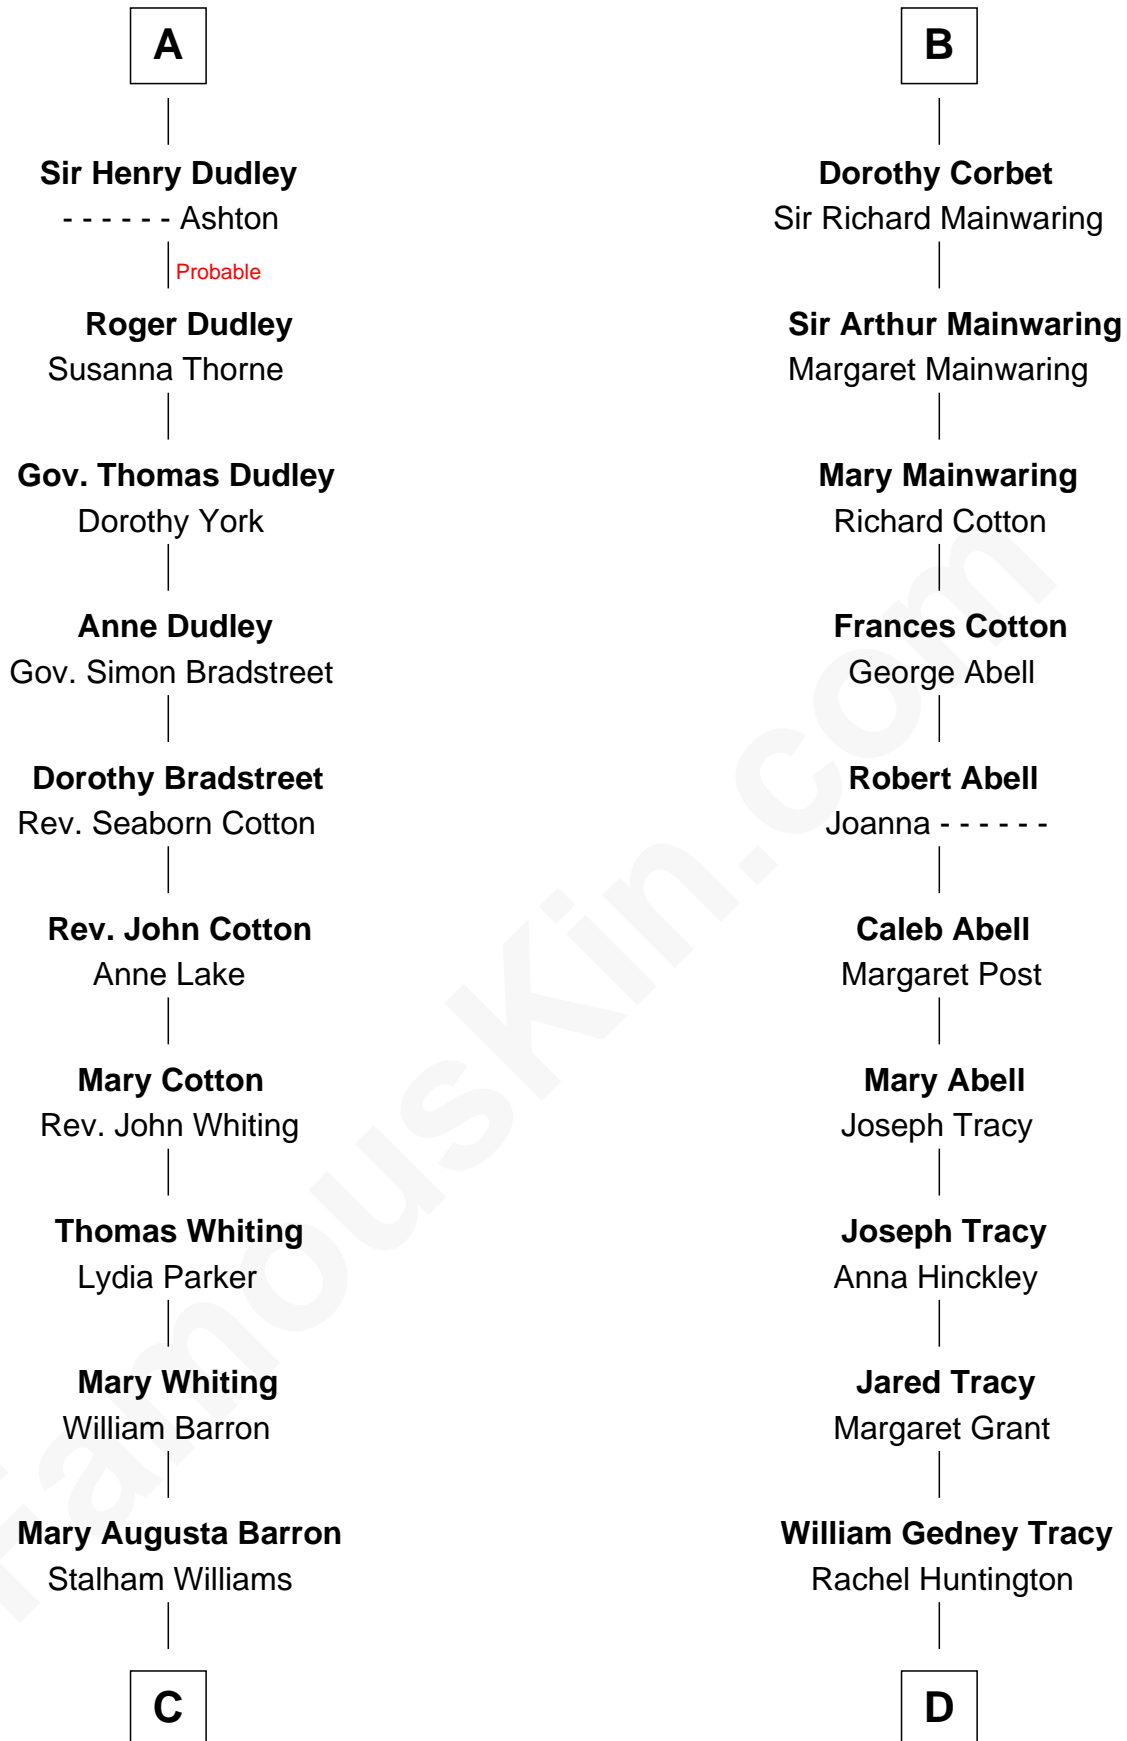 A
Sir Henry Dudley
- - - - - - Ashton
Probable
Roger Dudley
Susanna Thorne
Gov. Thomas Dudley
Dorothy York
Anne Dudley
Gov. Simon Bradstreet
Dorothy Bradstreet
Rev. Seaborn Cotton
Rev. John Cotton
Anne Lake
Mary Cotton
Rev. John Whiting
Thomas Whiting
Lydia Parker
Mary Whiting
William Barron
Mary Augusta Barron
Stalham Williams
C
B
Dorothy Corbet
Sir Richard Mainwaring
Sir Arthur Mainwaring
Margaret Mainwaring
Mary Mainwaring
Richard Cotton
Frances Cotton
George Abell
Robert Abell
Joanna - - - - - -
Caleb Abell
Margaret Post
Mary Abell
Joseph Tracy
Joseph Tracy
Anna Hinckley
Jared Tracy
Margaret Grant
William Gedney Tracy
Rachel Huntington
D
FamousKin.com